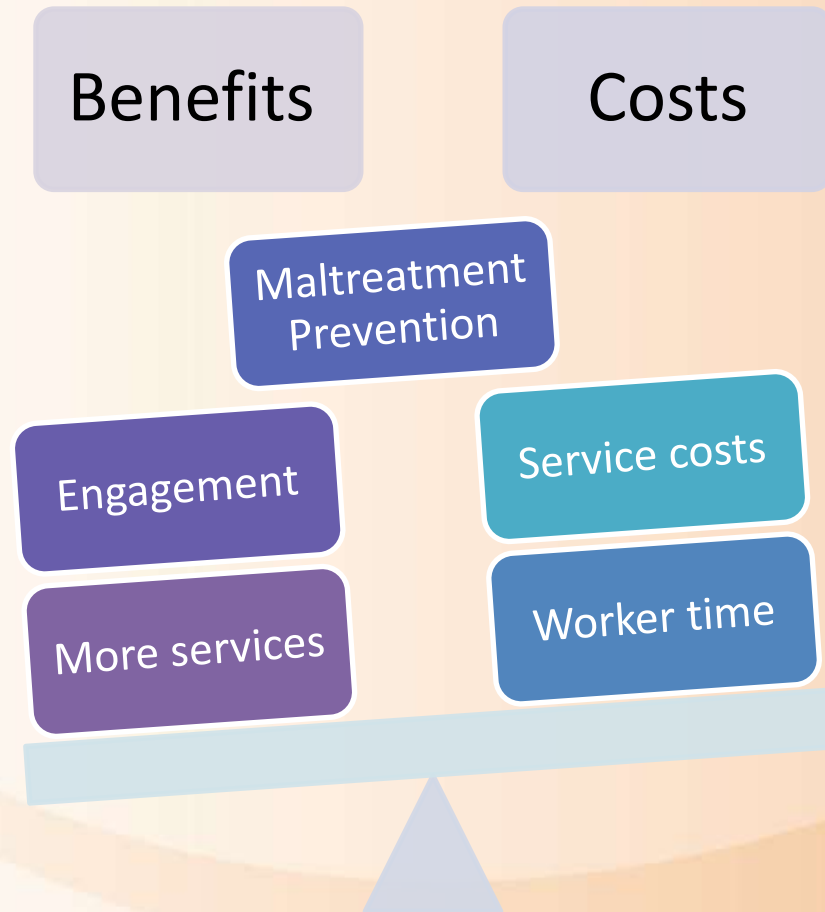 Benefits
Costs
Maltreatment
Prevention
Engagement
Service costs
More services
Worker time